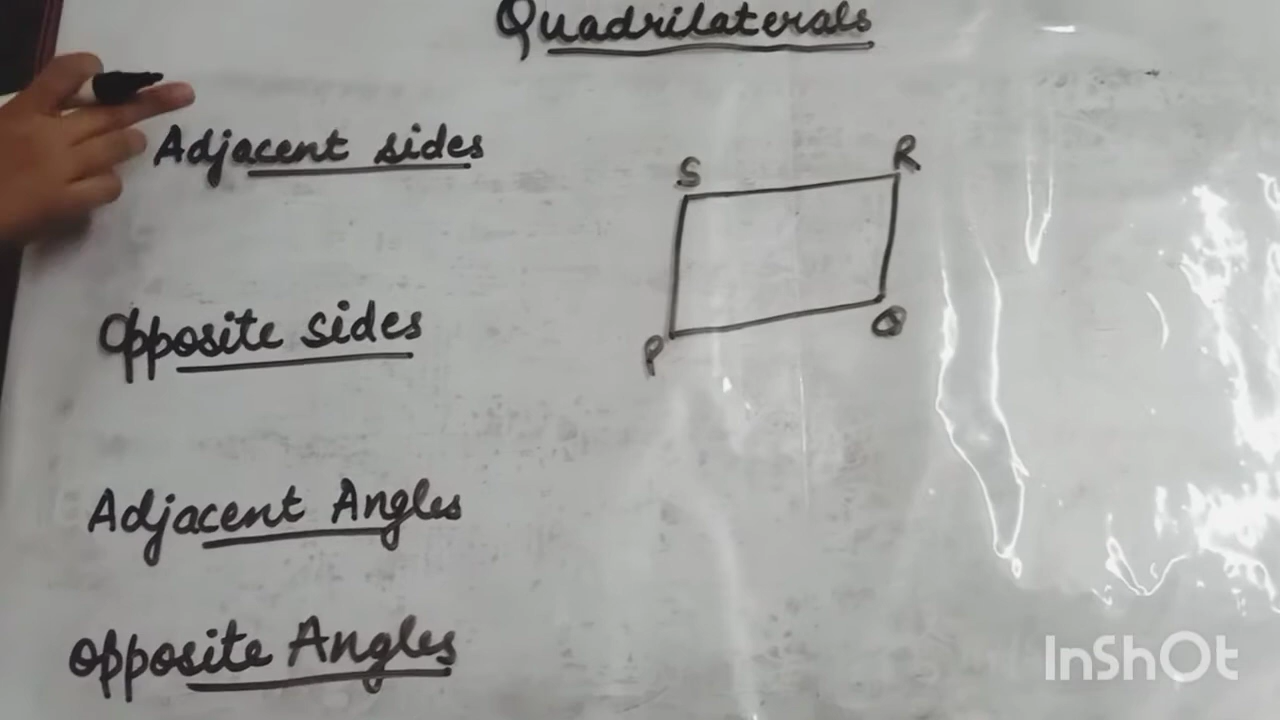 Quadrilaterals
Adjacent sides
S
R
Opposite sides
P
Q
Adjacent Angles
opposite Angles
InShOt